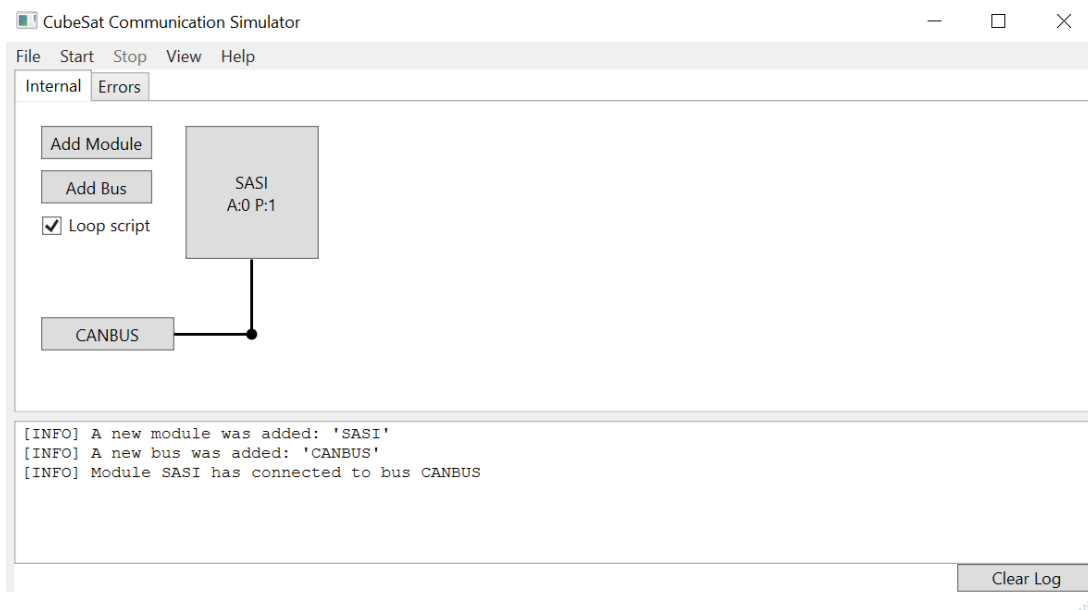 CubeSat Communication Simulator
File Start Stop View Help
Internal Errors
Add Module
Add Bus
Loop script
SASI
A:0 P:1
CANBUS
[INFO] A new module was added: 'SASI'
[INFO] A new bus was added: 'CANBUS'
[INFO] Module SASI has connected to bus CANBUS
Clear Log